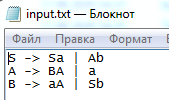 input.txt — Блокнот
Файл Правка Формат
S -> Sa | Ab
A -> BA | a
B -> aA | Sb